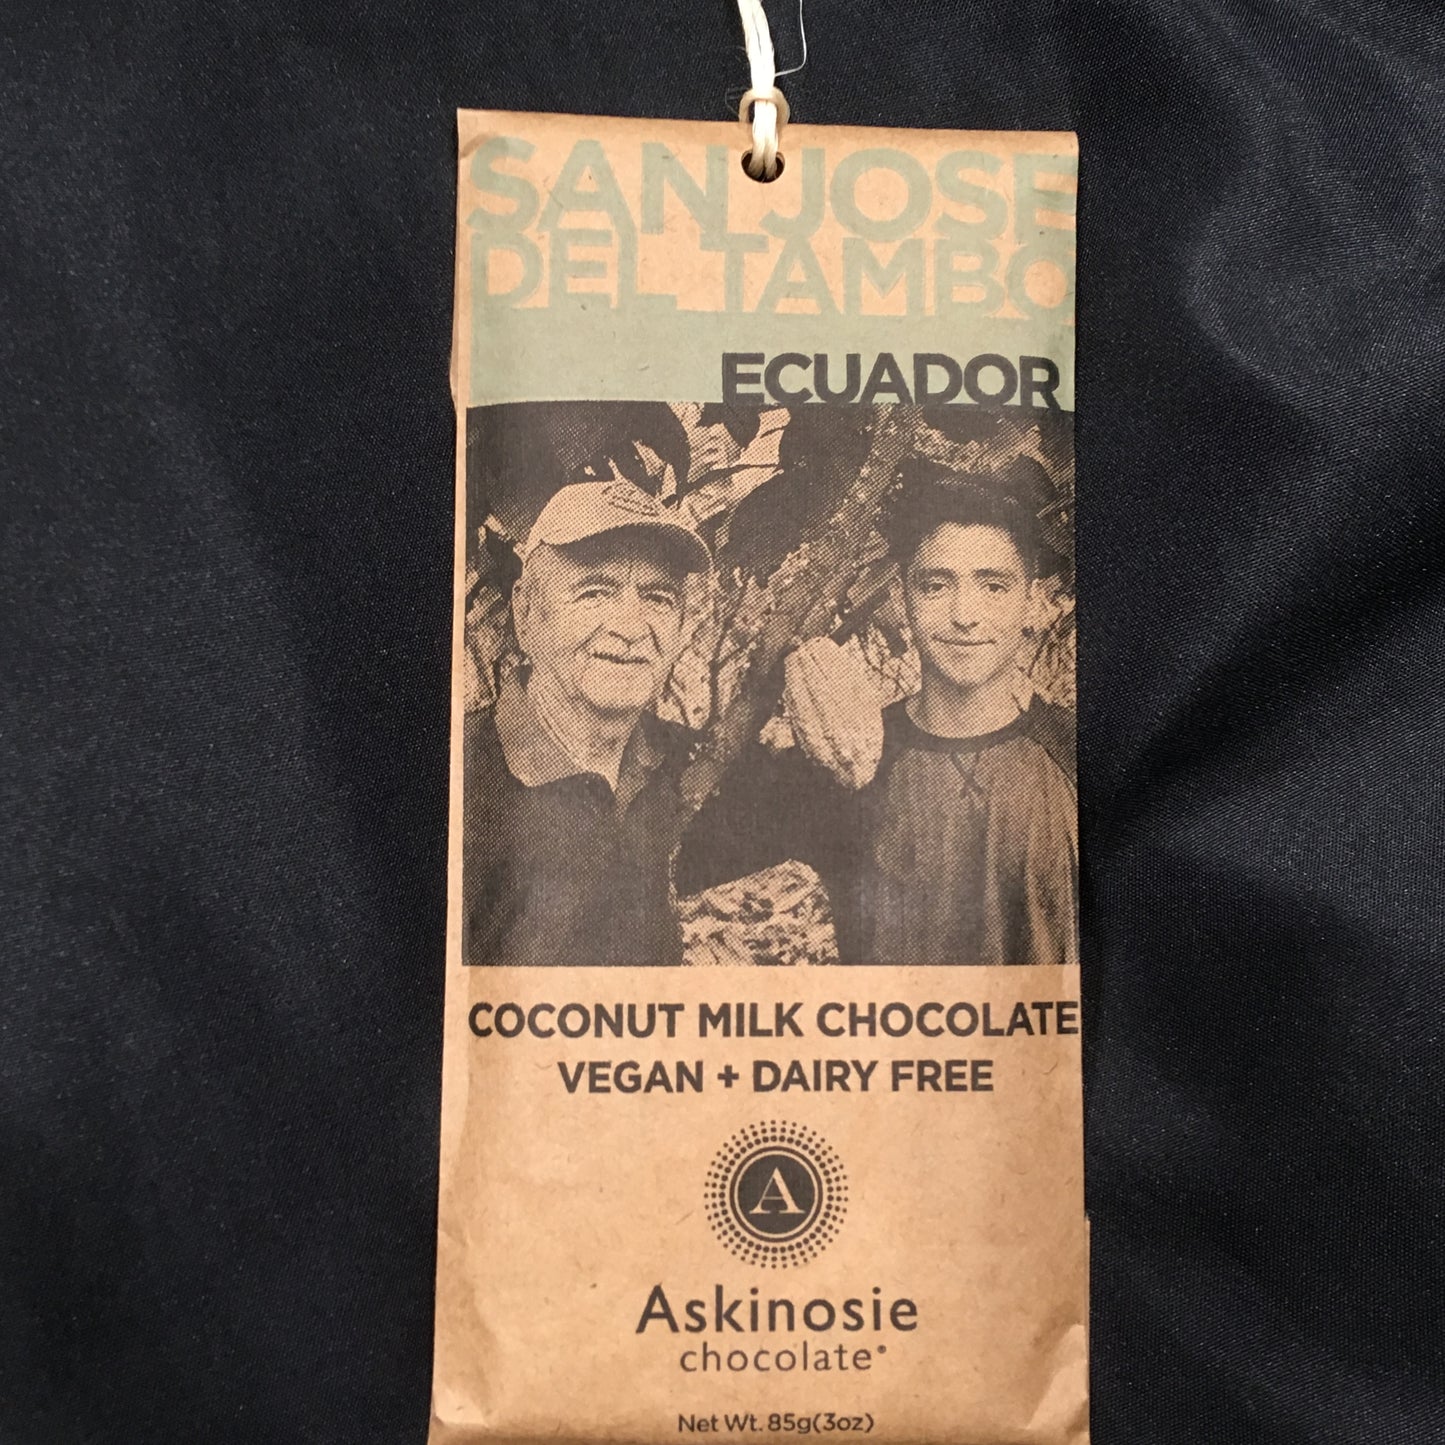 SAN JOSE
DEL TAMBO
ECUADOR
COCONUT MILK CHOCOLATE
VEGAN + DAIRY FREE
A
Askinosie
chocolate®
Net Wt. 85g(3oz)